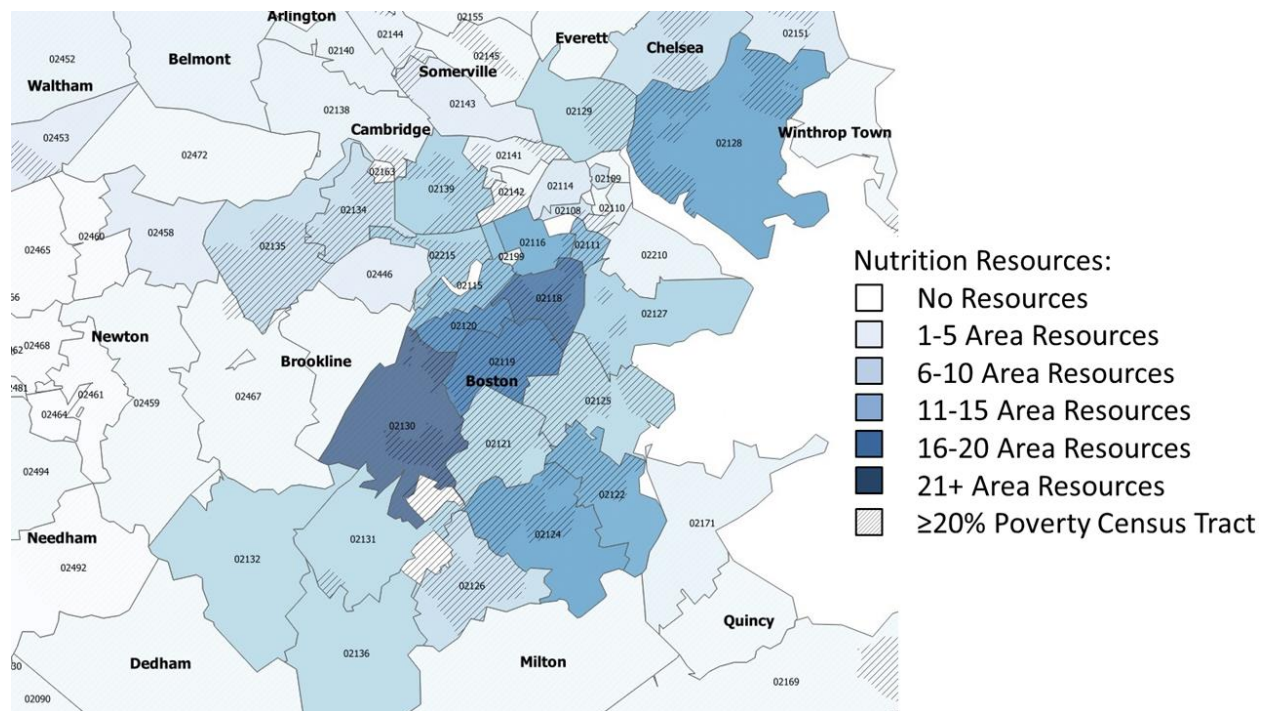 Arlington
02155
02144
02151
Everett
Chelsea
02140
02452
Belmont
02145
Waltham
Somerville
02143
02138
02129
Cambridge
Winthrop Town
02453
02128
02472
02141
02163
02109
02139
02142
02114
02134
02108
02110
02460
02458
02465
02135
02116
02111
02215
02199
02210
02446
02115
66
02118
02127
02120
Newton
02468
62
Brookline
02119
Boston
481
02461
02467
02459
02125
02464
02130
02121
02494
02122
02171
Needham
02131
02124
02132
02492
02126
Quincy
02136
Dedham
Milton
30
02169
02090
Nutrition Resources:
No Resources
1-5 Area Resources
6-10 Area Resources
11-15 Area Resources
16-20 Area Resources
21+ Area Resources
≥20% Poverty Census Tract